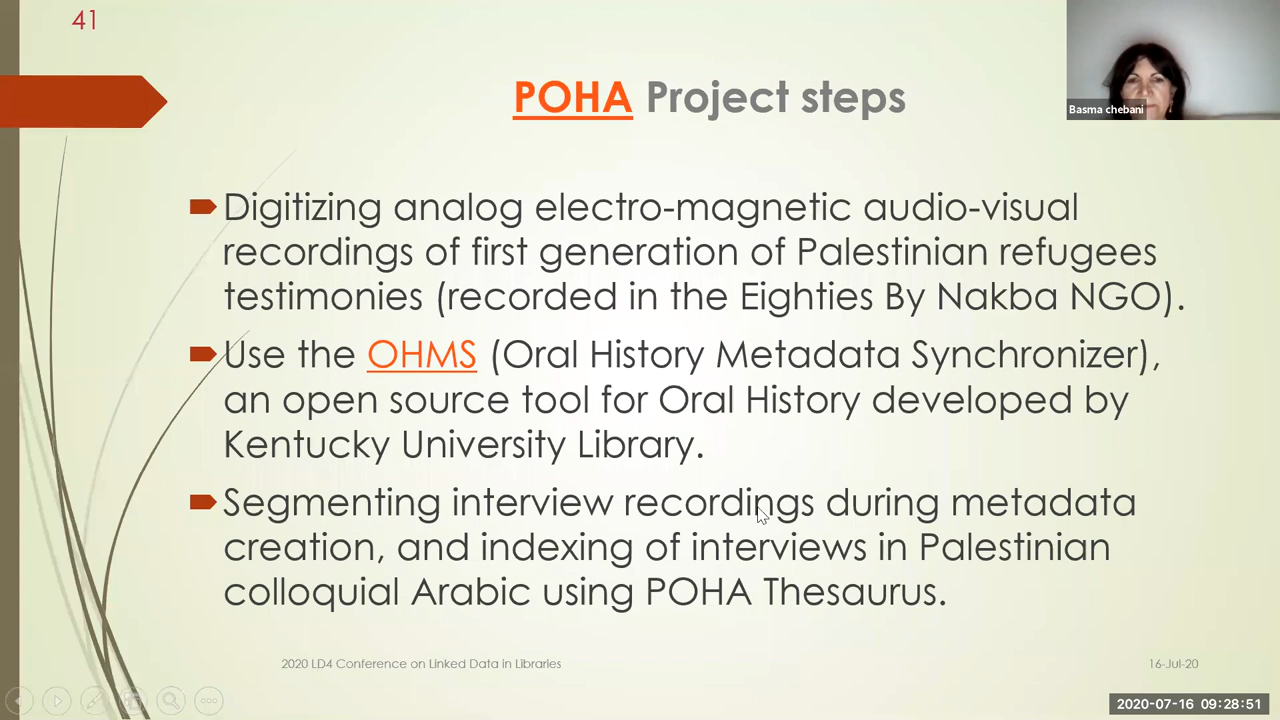 41
Basma chebani
POHA Project steps
Digitizing analog electro-magnetic audio-visual
recordings of first generation of Palestinian refugees
testimonies (recorded in the Eighties By Nakba NGO).
Use the OHMS (Oral History Metadata Synchronizer),
an open source tool for Oral History developed by
Kentucky University Library.
Segmenting interview recordings during metadata
creation, and indexing of interviews in Palestinian
colloquial Arabic using POHA Thesaurus.
2020 LD4 Conference on Linked Data in Libraries
16-Jul-20
2020-07-16 09:28:51